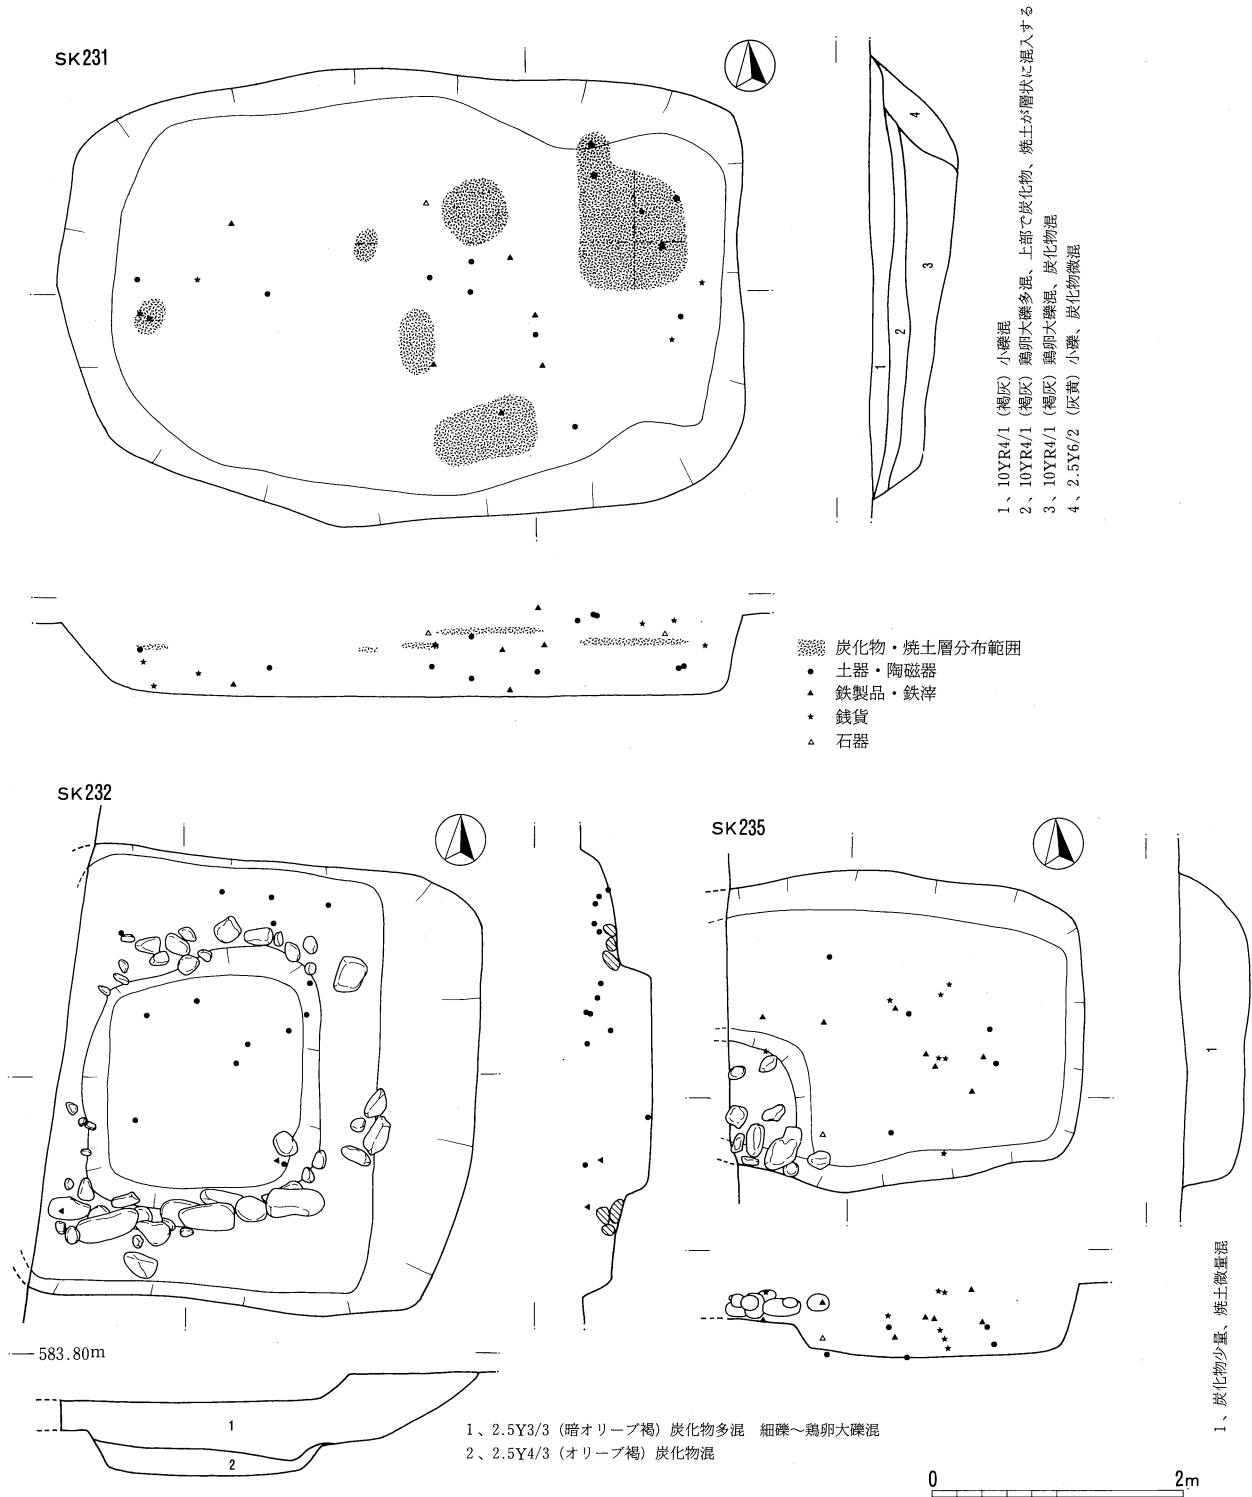 SK231
1、10YR4/1（褐灰）小礫混
2、10YR4/1（褐灰）鶏卵大礫多混、上部で炭化物、焼土が層状に混入する
3、10YR4/1（褐灰）鶏卵大礫混、炭化物混
4、2.5Y6/2（灰黄）小礫、炭化物微混
4
3
2
1
炭化物・焼土層分布範囲
土器・陶磁器
鉄製品・鉄滓
銭貨
石器
SK232
SK235
1
1、炭化物少量、焼土微量混
583.80m
1
2
1、2.5Y3/3（暗オリーブ褐）炭化物多混　細礫〜鶏卵大礫混
2、2.5Y4/3（オリーブ褐）炭化物混
0 2m